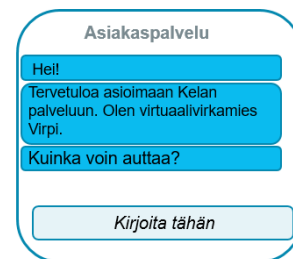 Asiakaspalvelu
Hei!
Tervetuloa asioimaan Kelan
palveluun. Olen virtuaalivirkamies
Virpi.
Kuinka voin auttaa?
Kirjoita tähän